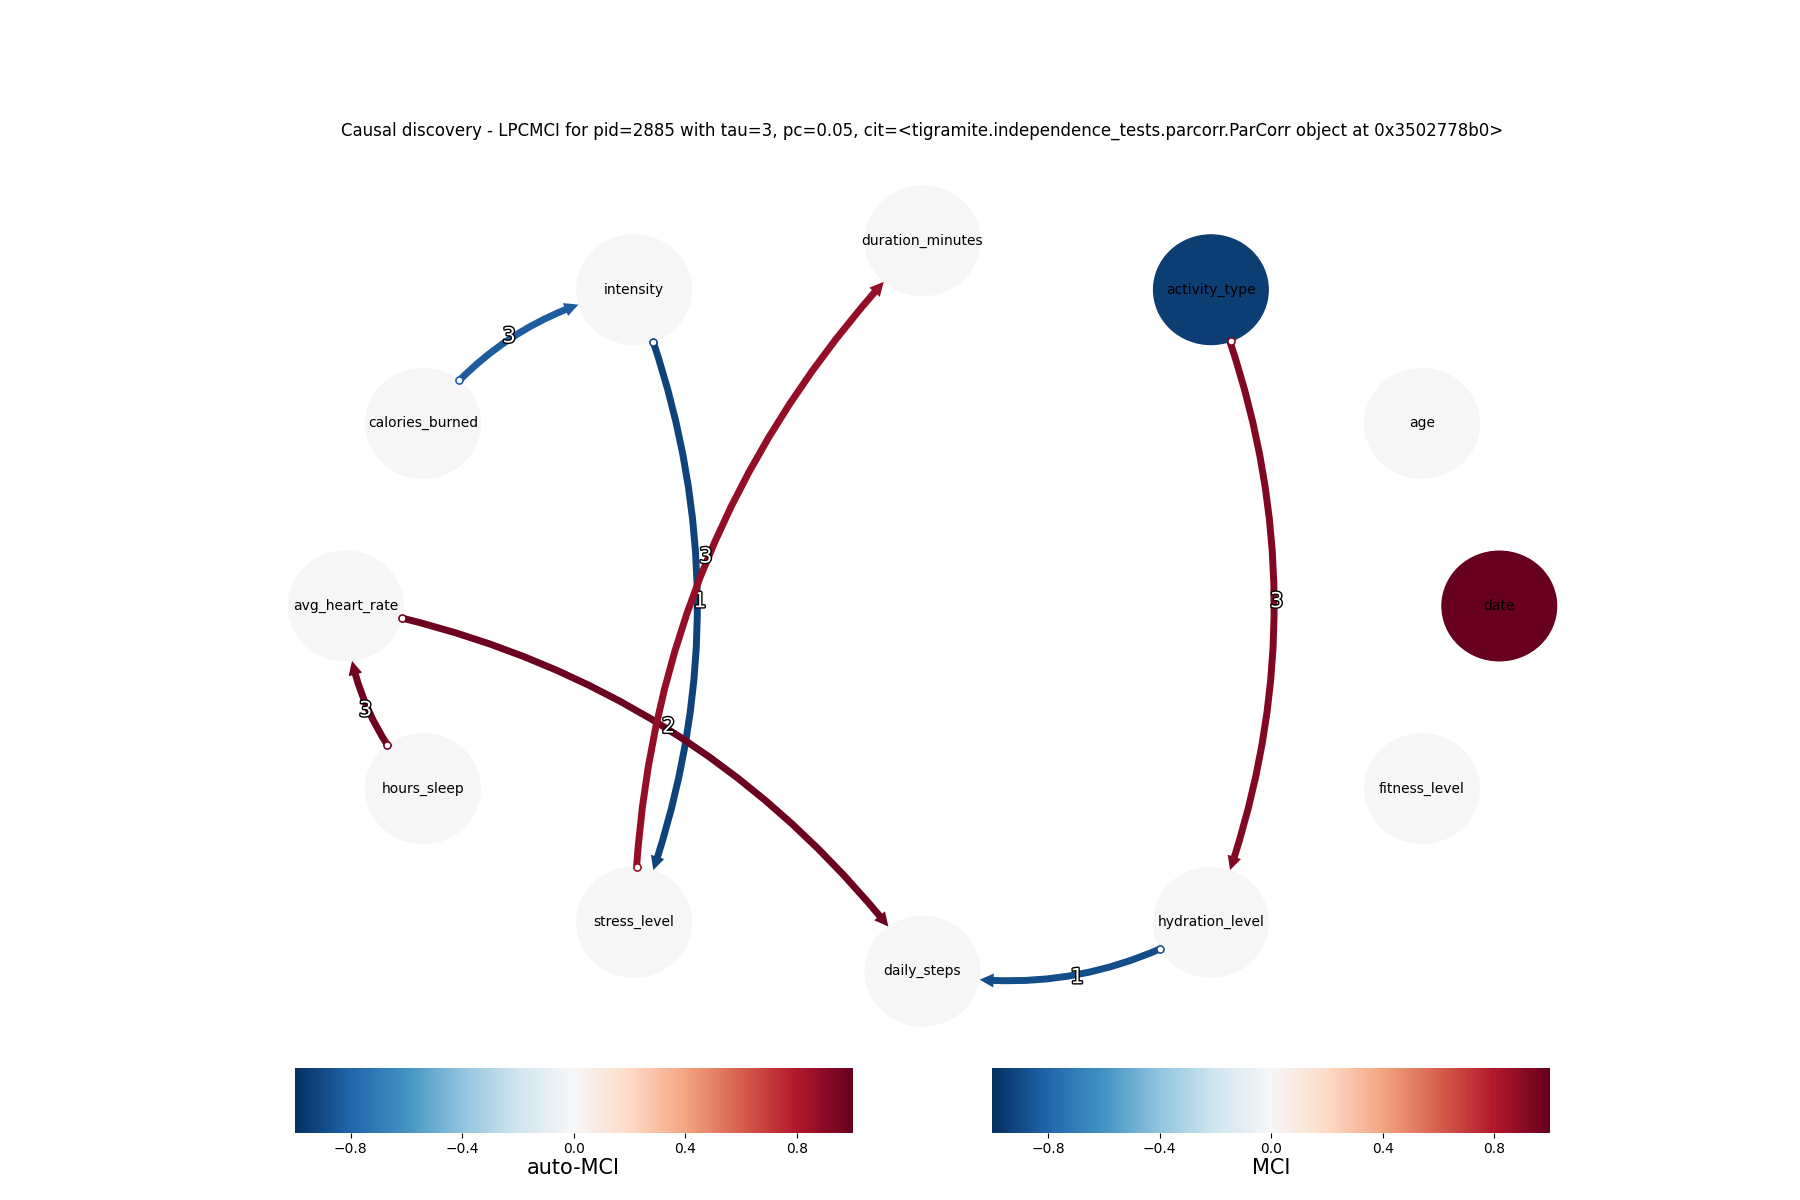 Causal discovery - LPCMCI for pid=2885 with tau=3, pc=0.05, cit=<tigramite.independence_tests.parcorr.ParCorr object at 0x3502778b0>
duration_minutes
intensity
activity_type
3
calories_burned
age
3
1
3
avg_heart_rate
date
3
2
hours_sleep
fitness_level
stress_level
hydration_level
daily_steps
1
−0.8 −0.4 0.0 0.4 0.8
auto-MCI
−0.8 −0.4 0.0 0.4 0.8
MCI